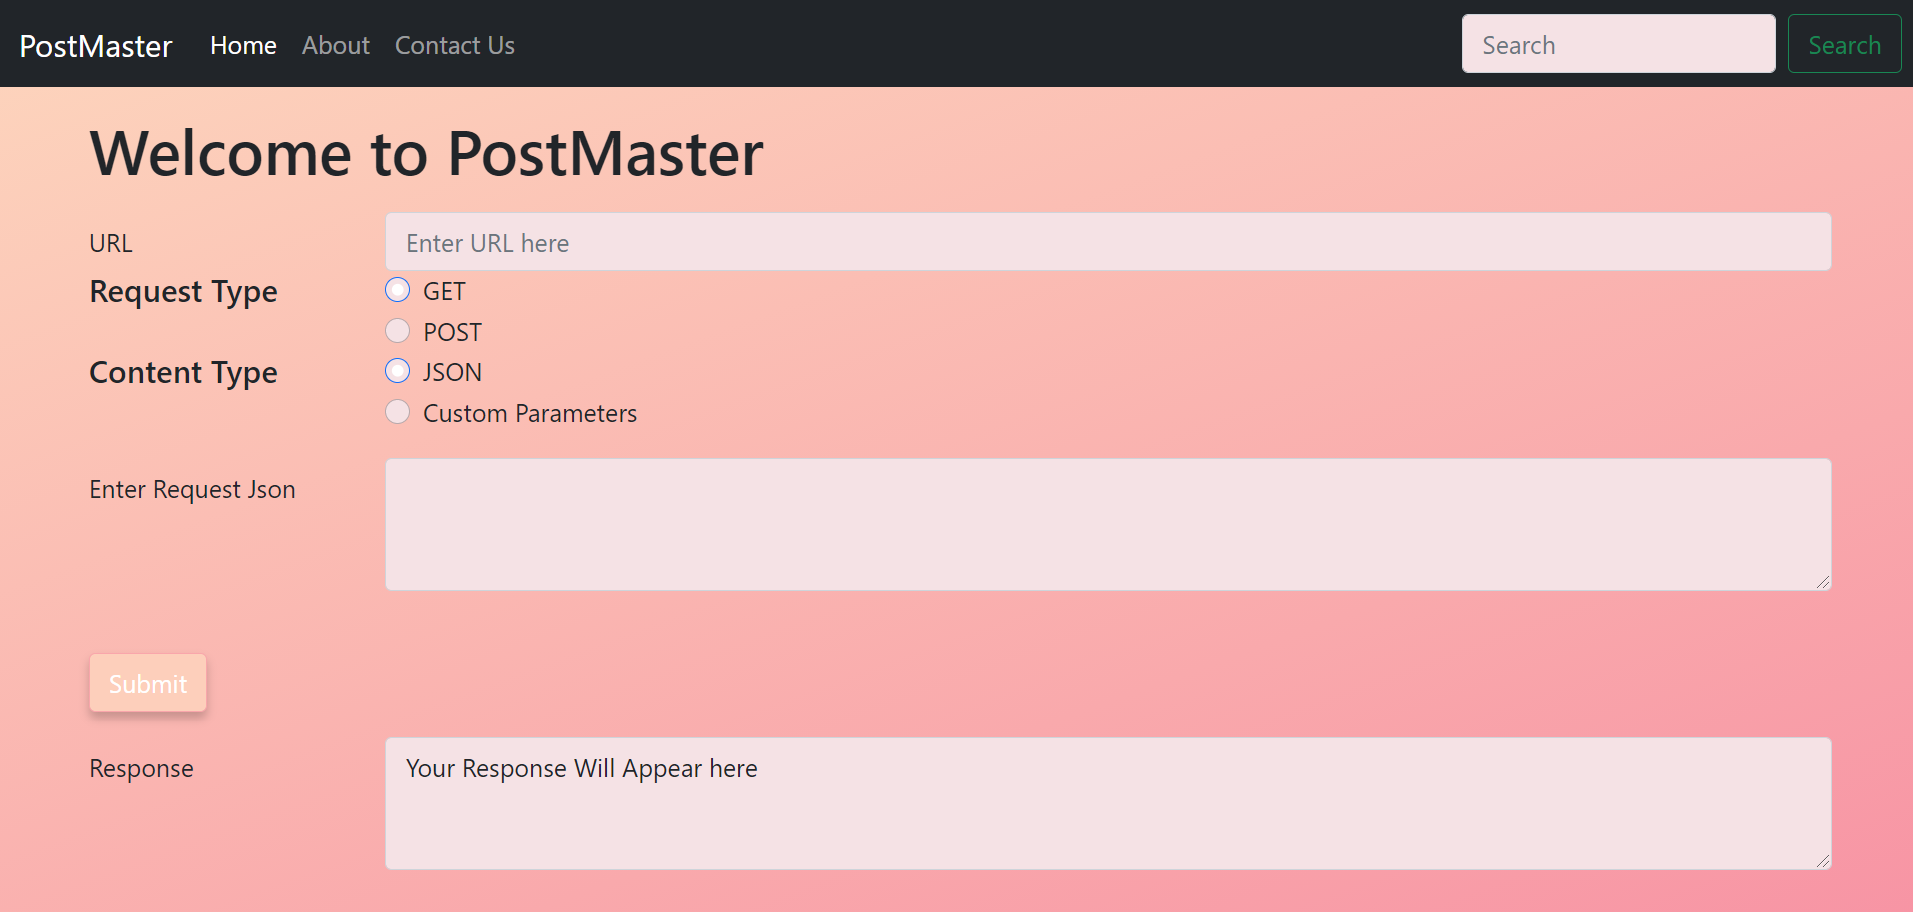 PostMaster Home About Contact Us Search Search
Welcome to PostMaster
URL Enter URL here
Request Type GET
POST
Content Type JSON
Custom Parameters
Enter Request Json
Submit
Response Your Response Will Appear here